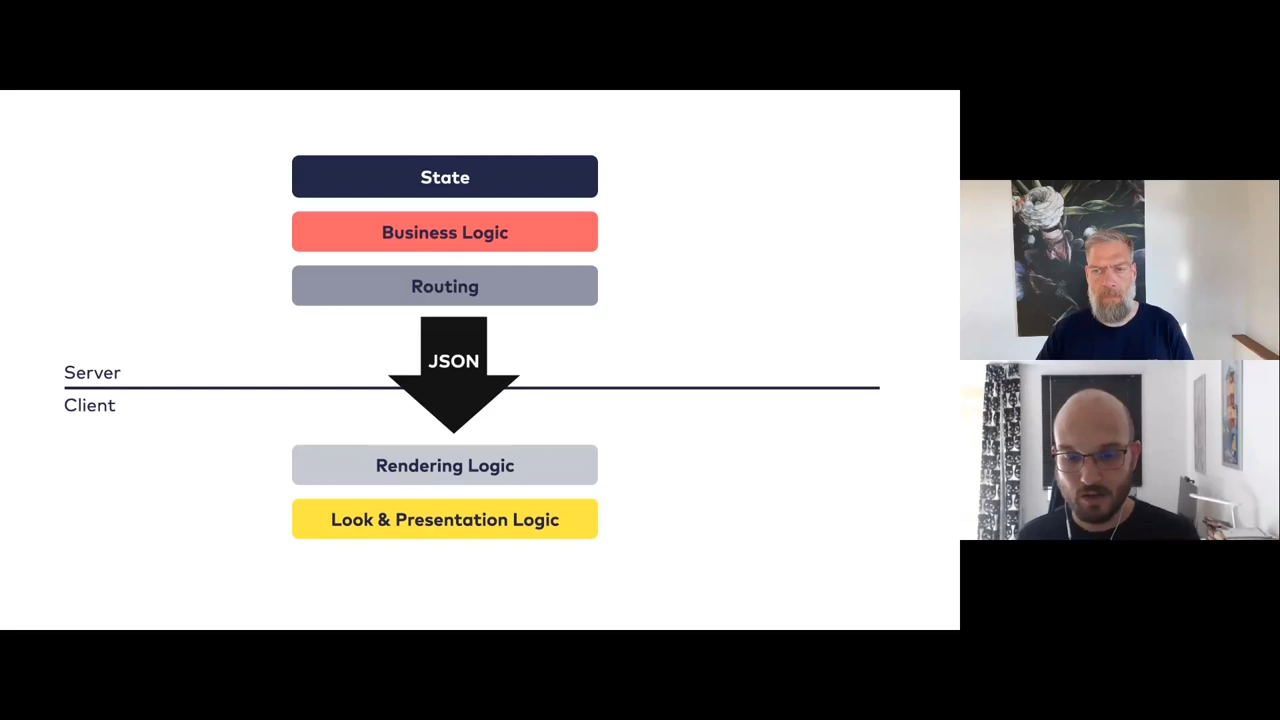 State
Business Logic
Routing
JSON
Server
Client
Rendering Logic
Look & Presentation Logic